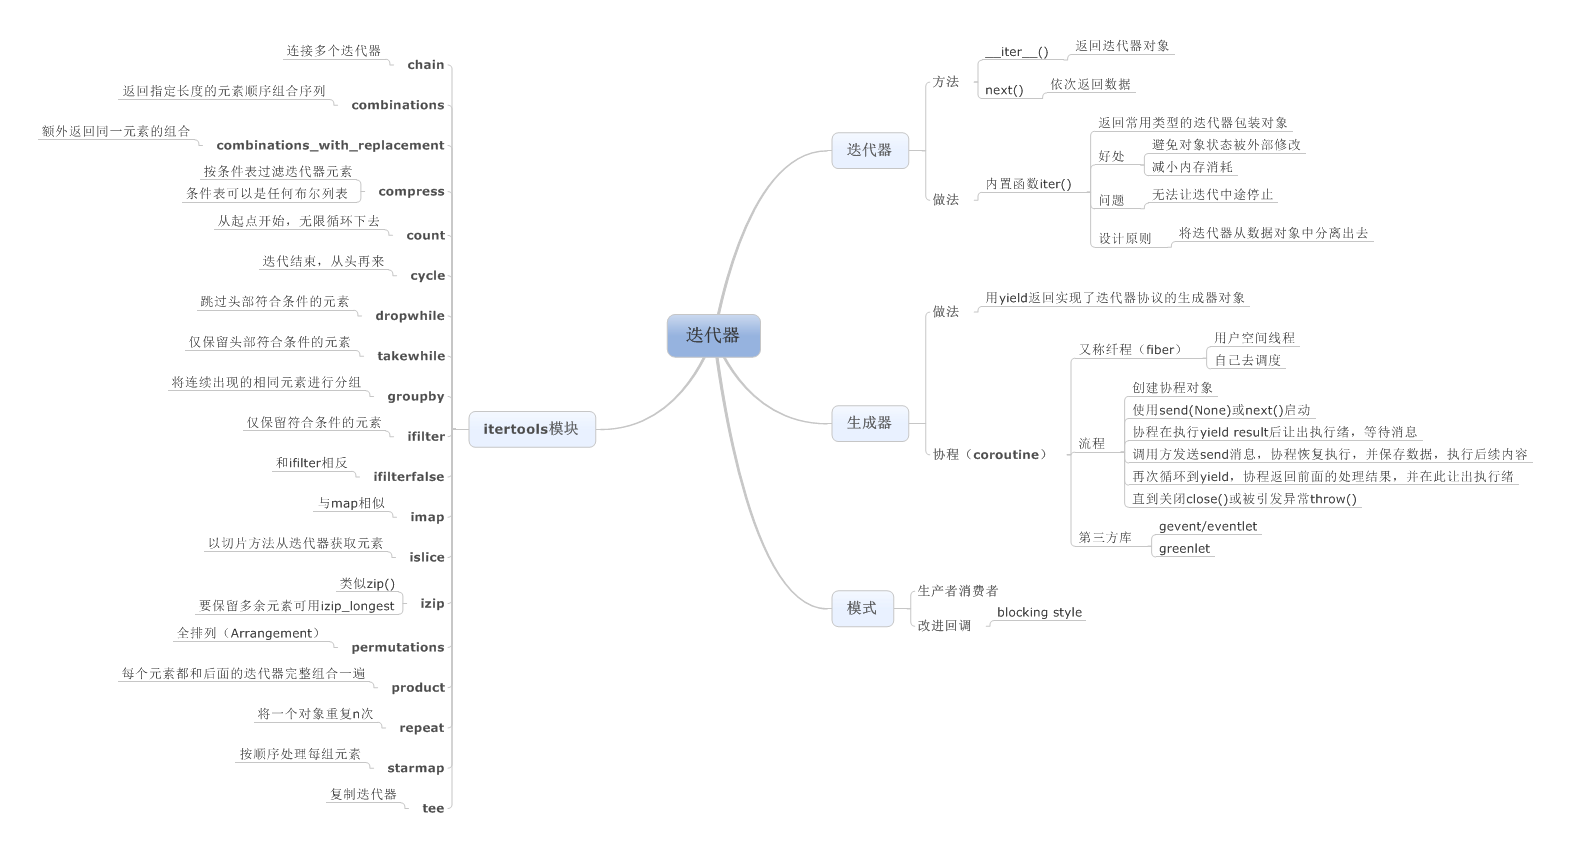 迭代器
迭代器
方法
__iter__()
返回迭代器对象
next()
依次返回数据
做法
内置函数iter()
返回常用类型的迭代器包装对象
好处
避免对象状态被外部修改
减小内存消耗
问题
无法让迭代中途停止
设计原则
将迭代器从数据对象中分离出去
生成器
做法
用yield返回实现了迭代器协议的生成器对象
协程（coroutine）
又称纤程（fiber）
用户空间线程
自己去调度
流程
创建协程对象
使用send(None)或next()启动
协程在执行yield result后让出执行绪，等待消息
调用方发送send消息，协程恢复执行，并保存数据，执行后续内容
再次循环到yield，协程返回前面的处理结果，并在此让出执行绪
直到关闭close()或被引发异常throw()
第三方库
gevent/eventlet
greenlet
模式
生产者消费者
改进回调
blocking style
itertools模块
chain
连接多个迭代器
combinations
返回指定长度的元素顺序组合序列
combinations_with_replacement
额外返回同一元素的组合
compress
按条件表过滤迭代器元素
条件表可以是任何布尔列表
count
从起点开始，无限循环下去
cycle
迭代结束，从头再来
dropwhile
跳过头部符合条件的元素
takewhile
仅保留头部符合条件的元素
groupby
将连续出现的相同元素进行分组
ifilter
仅保留符合条件的元素
ifilterfalse
和ifilter相反
imap
与map相似
islice
以切片方法从迭代器获取元素
izip
类似zip()
要保留多余元素可用izip_longest
permutations
全排列（Arrangement）
product
每个元素都和后面的迭代器完整组合一遍
repeat
将一个对象重复n次
starmap
按顺序处理每组元素
tee
复制迭代器